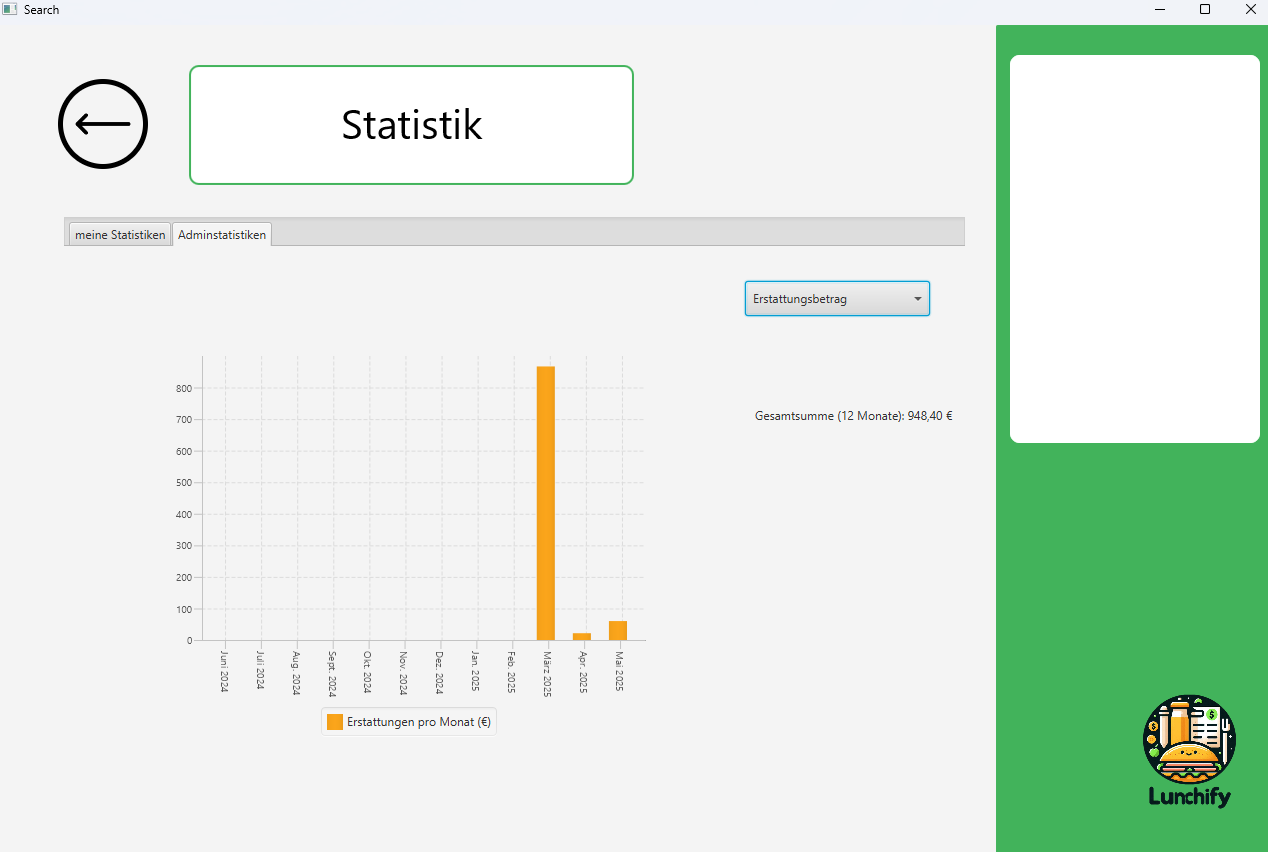 Search
Statistik
meine Statistiken
Adminstatistiken
Erstattungsbetrag
Gesamtsumme (12 Monate): 948,40 €
800
700
600
500
400
300
200
100
0
Juni 2024
Juli 2024
Aug. 2024
Sept. 2024
Okt. 2024
Nov. 2024
Dez. 2024
Jan. 2025
Feb. 2025
März 2025
Apr. 2025
Mai 2025
Erstattungen pro Monat (€)
$
$
Lunchify